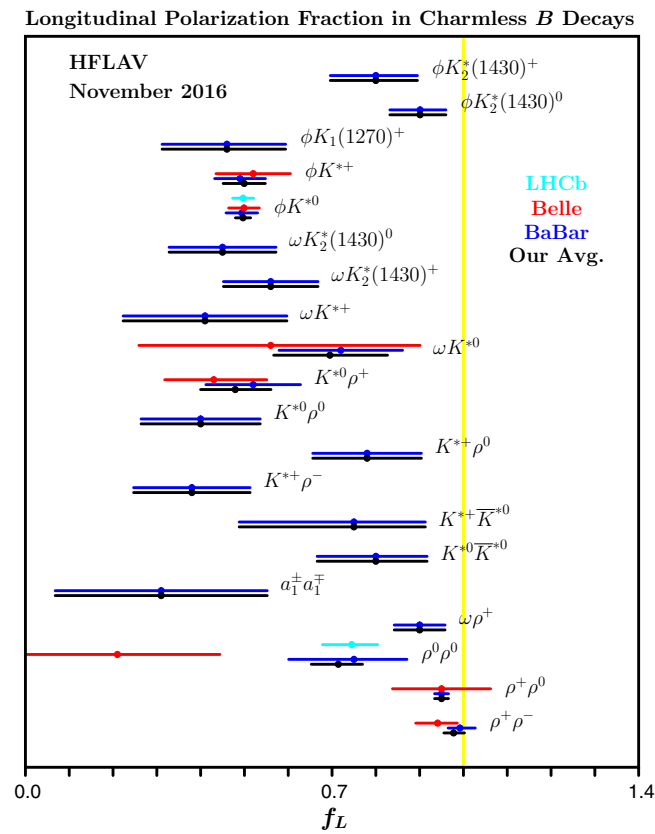 Longitudinal Polarization Fraction in Charmless B Decays
HFLAV
November 2016
ϕK₂*(1430)⁺
ϕK₂*(1430)⁰
ϕK₁(1270)⁺
ϕK*⁺
ϕK*⁰
LHCb
Belle
BaBar
Our Avg.
ωK₂*(1430)⁰
ωK₂*(1430)⁺
ωK*⁺
ωK*⁰
K*⁰ρ⁺
K*⁰ρ⁰
K*⁺ρ⁰
K*⁺ρ⁻
K*⁺K̅*⁰
K*⁰K̅*⁰
a₁^±a₁^∓
ωρ⁺
ρ⁰ρ⁰
ρ⁺ρ⁰
ρ⁺ρ⁻
0.0 0.7 1.4
f_L